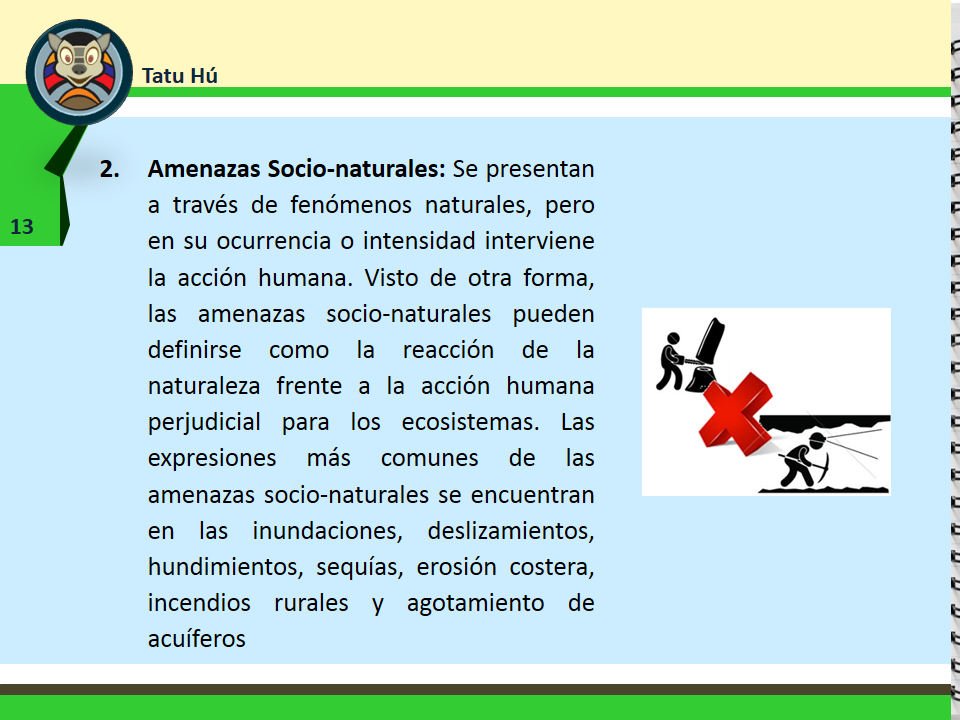 Tatu Hú
13
2. Amenazas Socio-naturales: Se presentan
a través de fenómenos naturales, pero
en su ocurrencia o intensidad interviene
la acción humana. Visto de otra forma,
las amenazas socio-naturales pueden
definirse como la reacción de la
naturaleza frente a la acción humana
perjudicial para los ecosistemas. Las
expresiones más comunes de las
amenazas socio-naturales se encuentran
en las inundaciones, deslizamientos,
hundimientos, sequías, erosión costera,
incendios rurales y agotamiento de
acuíferos